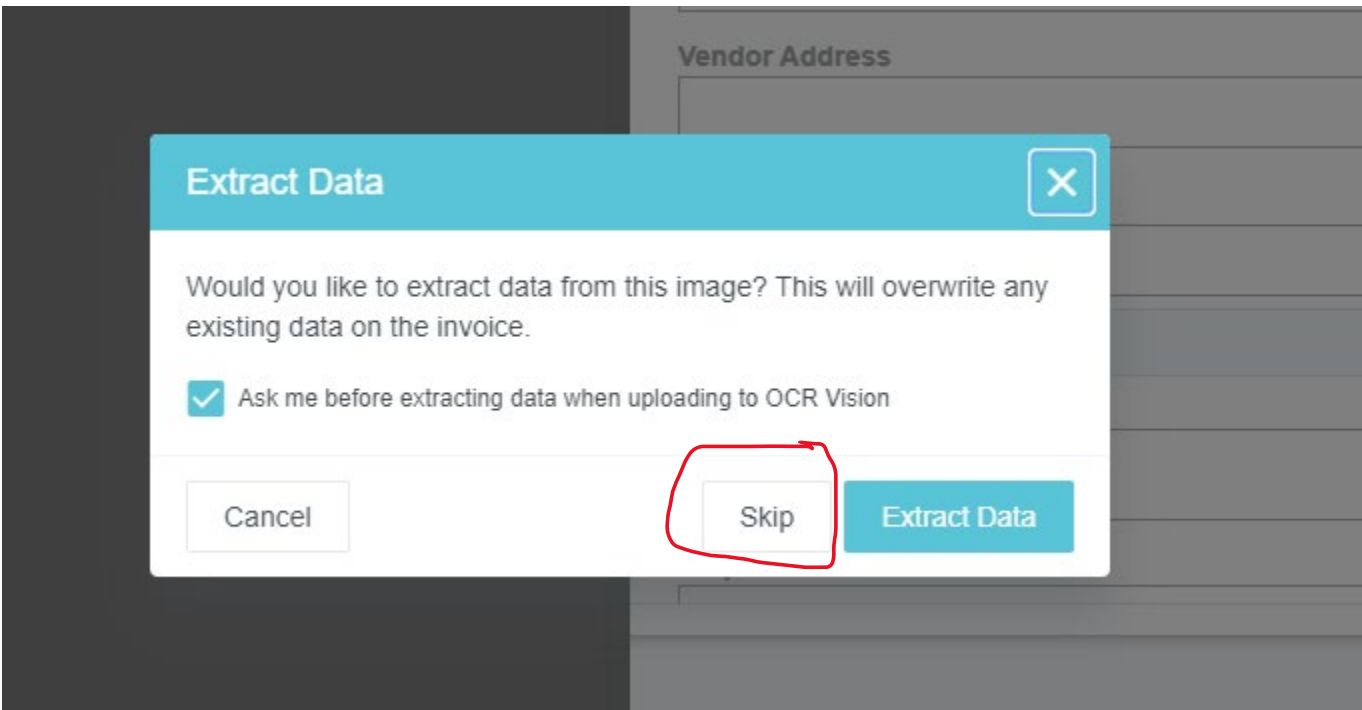 Vendor Address
Extract Data
Would you like to extract data from this image? This will overwrite any
existing data on the invoice.
Ask me before extracting data when uploading to OCR Vision
Cancel
Skip
Extract Data